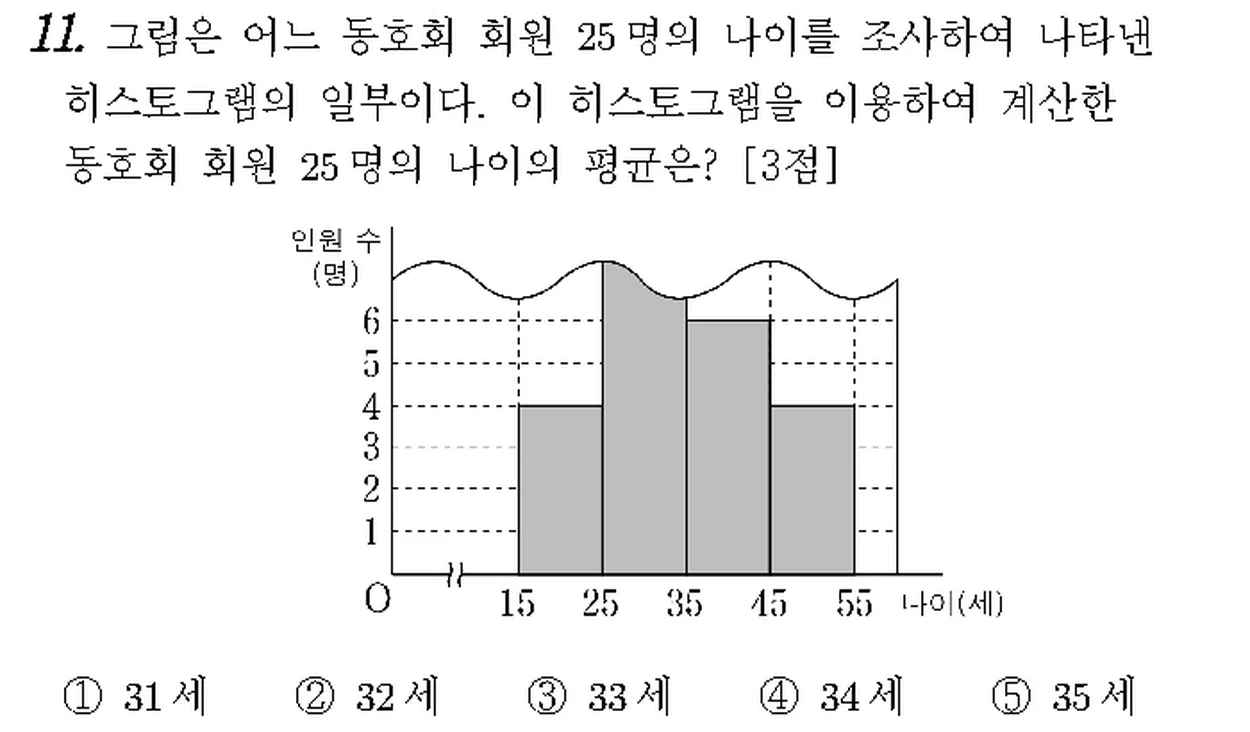 11. 그림은 어느 동호회 회원 25명의 나이를 조사하여 나타낸
히스토그램의 일부이다. 이 히스토그램을 이용하여 계산한
동호회 회원 25명의 나이의 평균은? [3점]
인원 수
(명)
6
5
4
3
2
1
O 15 25 35 45 55 나이(세)
① 31세 ② 32세 ③ 33세 ④ 34세 ⑤ 35세